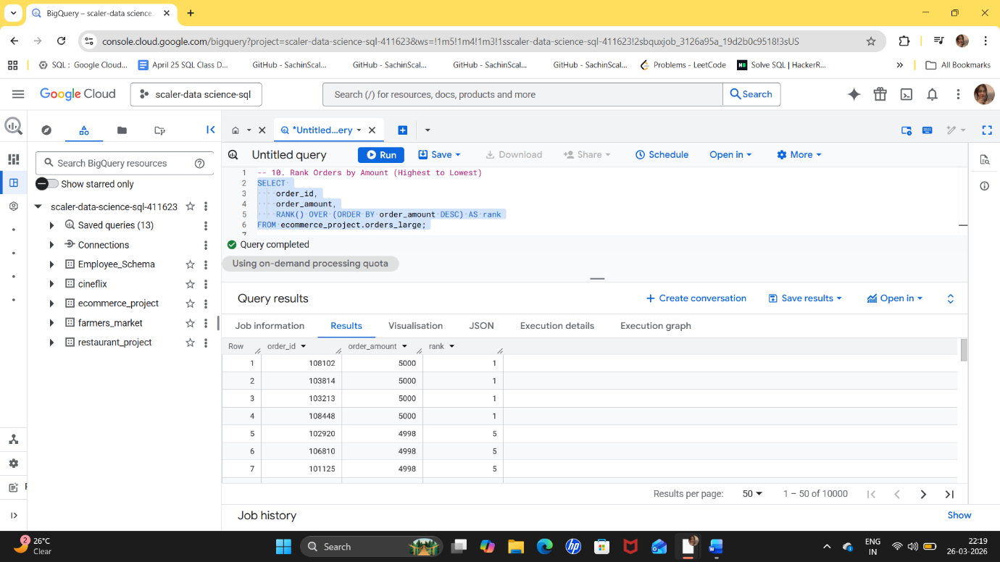 BigQuery – scaler-data science.
console.cloud.google.com/bigquery?project=scaler-data-science-sql-411623&ws=!1m5!1m4!1m3!1sscaler-data-science-sql-411623!2sbquxjob_3126a95a_19d2b0c9518!3sUS
SQL : Google Cloud... April 25 SQL Class D... GitHub - SachinScal... GitHub - SachinScal... GitHub - SachinScal... GitHub - SachinScal... Problems - LeetCode Solve SQL | HackerR... » All Bookmarks
Google Cloud scaler-data science-sql Search (/) for resources, docs, products and more Search
*Untitled...ery
Search BigQuery resources
Show starred only
scaler-data-science-sql-411623
Saved queries (13)
Connections
Employee_Schema
cineflix
ecommerce_project
farmers_market
restaurant_project
Untitled query Run Save Download Share Schedule Open in More
1 -- 10. Rank Orders by Amount (Highest to Lowest)
2 SELECT
3 order_id,
4 order_amount,
5 RANK() OVER (ORDER BY order_amount DESC) AS rank
6 FROM ecommerce_project.orders_large;
7
Query completed
Using on-demand processing quota
Query results Create conversation Save results Open in
Job information Results Visualisation JSON Execution details Execution graph
Row order_id order_amount rank
1 108102 5000 1
2 103814 5000 1
3 103213 5000 1
4 108448 5000 1
5 102920 4998 5
6 106810 4998 5
7 101125 4998 5
Results per page: 50 1 – 50 of 10000
Job history Show
2 26°C
Clear
Search
ENG
IN
22:19
26-03-2026